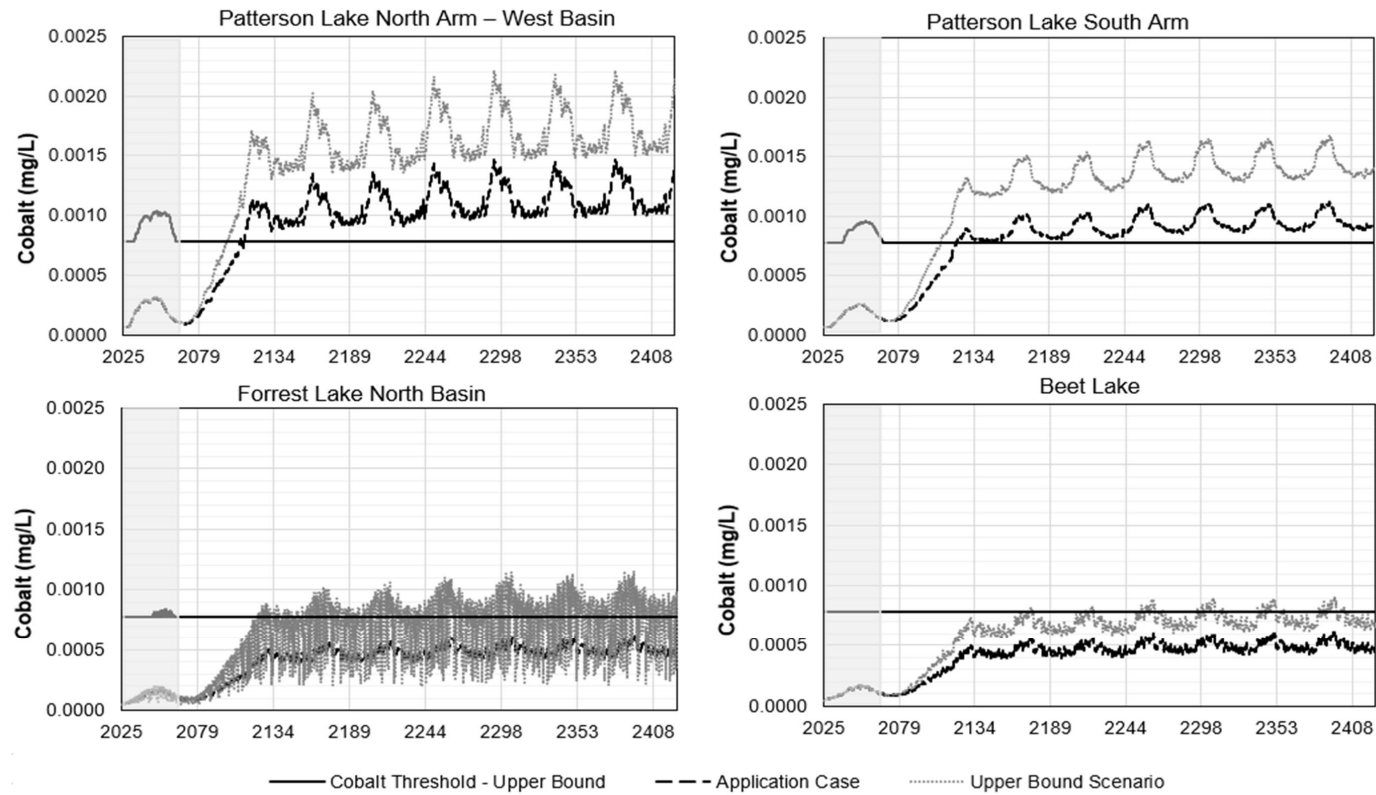 Patterson Lake North Arm – West Basin
Cobalt (mg/L)
0.0025
0.0020
0.0015
0.0010
0.0005
0.0000
2025 2079 2134 2189 2244 2298 2353 2408
Patterson Lake South Arm
Cobalt (mg/L)
0.0025
0.0020
0.0015
0.0010
0.0005
0.0000
2025 2079 2134 2189 2244 2298 2353 2408
Forrest Lake North Basin
Cobalt (mg/L)
0.0025
0.0020
0.0015
0.0010
0.0005
0.0000
2025 2079 2134 2189 2244 2298 2353 2408
Beet Lake
Cobalt (mg/L)
0.0025
0.0020
0.0015
0.0010
0.0005
0.0000
2025 2079 2134 2189 2244 2298 2353 2408
Cobalt Threshold - Upper Bound Application Case Upper Bound Scenario